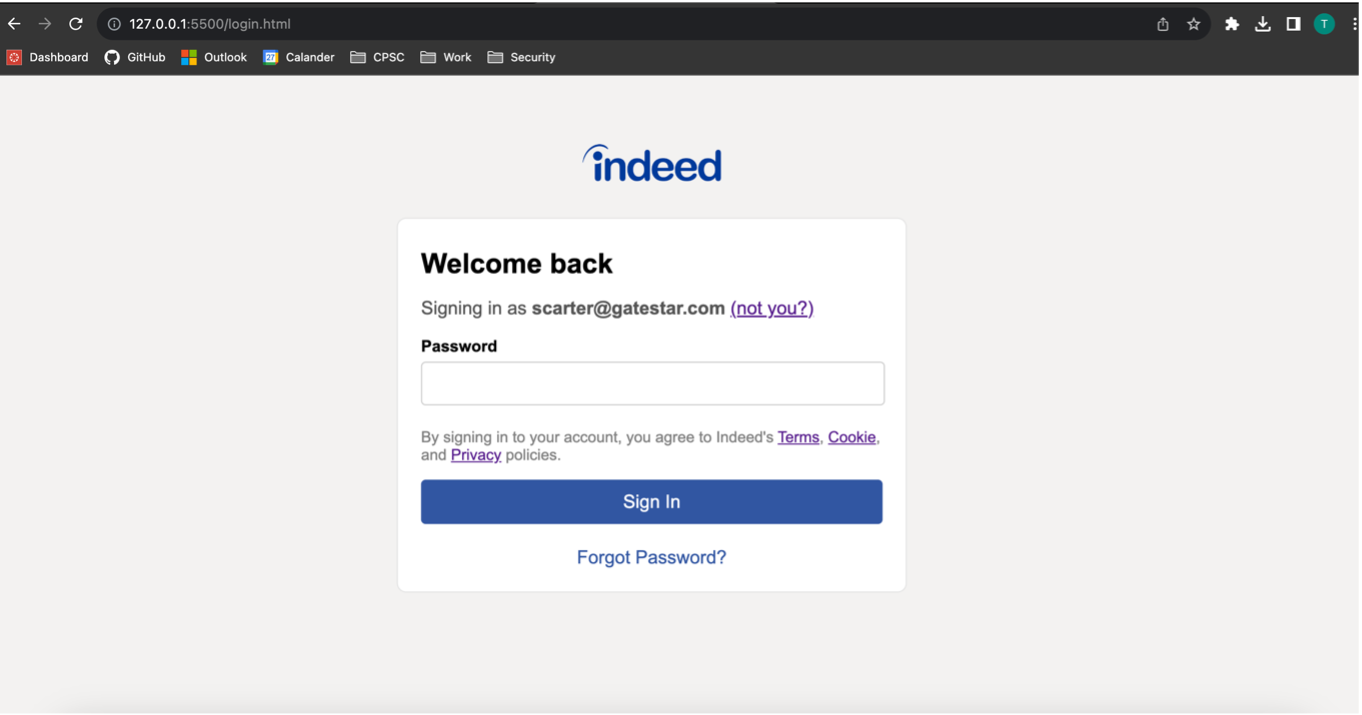 127.0.0.1:5500/login.html
T
Dashboard GitHub Outlook 27 Calander CPSC Work Security
indeed
Welcome back
Signing in as scarter@gatestar.com (not you?)
Password
By signing in to your account, you agree to Indeed's Terms, Cookie,
and Privacy policies.
Sign In
Forgot Password?